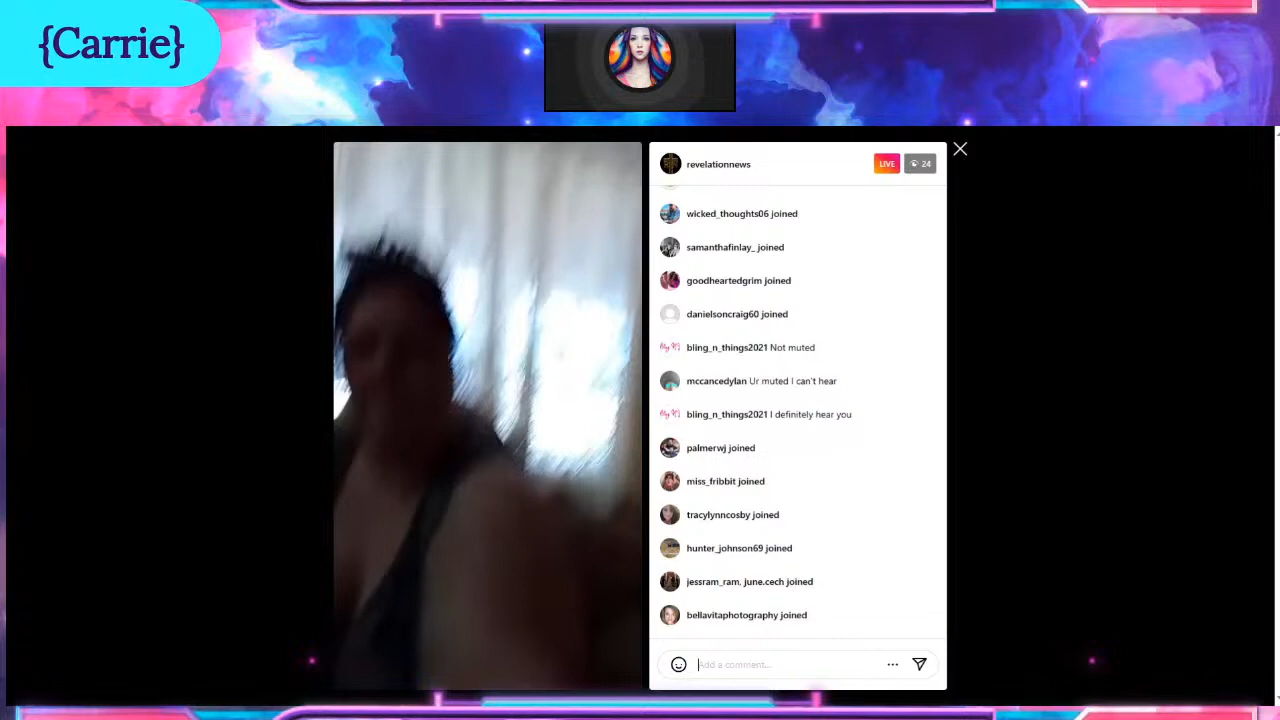 {Carrie}
revelationnews
LIVE
24
wicked_thoughts06 joined
samanthafinlay_ joined
goodheartedgrim joined
danielsoncraig60 joined
bling_n_things2021 Not muted
mccancedylan Ur muted I can't hear
bling_n_things2021 I definitely hear you
palmerwj joined
miss_fribbit joined
tracylynncosby joined
hunter_johnson69 joined
jessram_ram, june.cech joined
bellavitaphotography joined
Add a comment...